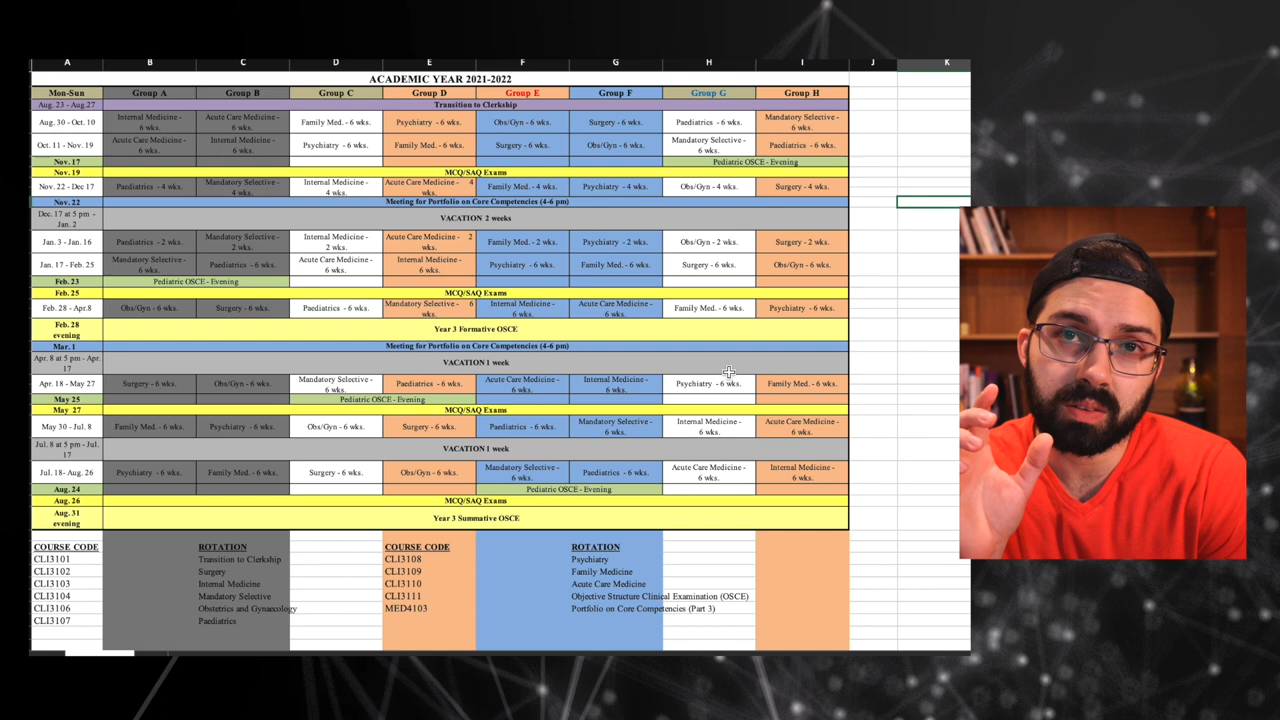 A B C D E F G H I J K
ACADEMIC YEAR 2021-2022
Mon-Sun Group A Group B Group C Group D Group E Group F Group G Group H
Aug. 23 - Aug.27 Transition to Clerkship
Aug. 30 - Oct. 10 Internal Medicine - 6 wks. Acute Care Medicine - 6 wks. Family Med. - 6 wks. Psychiatry - 6 wks. Obs/Gyn - 6 wks. Surgery - 6 wks. Paediatrics - 6 wks. Mandatory Selective - 6 wks.
Oct. 11 - Nov. 19 Acute Care Medicine - 6 wks. Internal Medicine - 6 wks. Psychiatry - 6 wks. Family Med. - 6 wks. Surgery - 6 wks. Obs/Gyn - 6 wks. Mandatory Selective - 6 wks. Paediatrics - 6 wks.
Nov. 17 Pediatric OSCE - Evening
Nov. 19 MCQ/SAQ Exams
Nov. 22 - Dec 17 Paediatrics - 4 wks. Mandatory Selective - 4 wks. Internal Medicine - 4 wks. Acute Care Medicine - 4 wks. Family Med. - 4 wks. Psychiatry - 4 wks. Obs/Gyn - 4 wks. Surgery - 4 wks.
Nov. 22 Meeting for Portfolio on Core Competencies (4-6 pm)
Dec. 17 at 5 pm - Jan. 2 VACATION 2 weeks
Jan. 3 - Jan. 16 Paediatrics - 2 wks. Mandatory Selective - 2 wks. Internal Medicine - 2 wks. Acute Care Medicine - 2 wks. Family Med. - 2 wks. Psychiatry - 2 wks. Obs/Gyn - 2 wks. Surgery - 2 wks.
Jan. 17 - Feb. 25 Mandatory Selective - 6 wks. Paediatrics - 6 wks. Acute Care Medicine - 6 wks. Internal Medicine - 6 wks. Psychiatry - 6 wks. Family Med. - 6 wks. Surgery - 6 wks. Obs/Gyn - 6 wks.
Feb. 23 Pediatric OSCE - Evening
Feb. 25 MCQ/SAQ Exams
Feb. 28 - Apr.8 Obs/Gyn - 6 wks. Surgery - 6 wks. Paediatrics - 6 wks. Mandatory Selective - 6 wks. Internal Medicine - 6 wks. Acute Care Medicine - 6 wks. Family Med. - 6 wks. Psychiatry - 6 wks.
Feb. 28 evening Year 3 Formative OSCE
Mar. 1 Meeting for Portfolio on Core Competencies (4-6 pm)
Apr. 8 at 5 pm - Apr. 17 VACATION 1 week
Apr. 18 - May 27 Surgery - 6 wks. Obs/Gyn - 6 wks. Mandatory Selective - 6 wks. Paediatrics - 6 wks. Acute Care Medicine - 6 wks. Internal Medicine - 6 wks. Psychiatry - 6 wks. Family Med. - 6 wks.
May 25 Pediatric OSCE - Evening
May 27 MCQ/SAQ Exams
May 30 - Jul. 8 Family Med. - 6 wks. Psychiatry - 6 wks. Obs/Gyn - 6 wks. Surgery - 6 wks. Paediatrics - 6 wks. Mandatory Selective - 6 wks. Internal Medicine - 6 wks. Acute Care Medicine - 6 wks.
Jul. 8 at 5 pm - Jul. 17 VACATION 1 week
Jul. 18- Aug. 26 Psychiatry - 6 wks. Family Med. - 6 wks. Surgery - 6 wks. Obs/Gyn - 6 wks. Mandatory Selective - 6 wks. Paediatrics - 6 wks. Acute Care Medicine - 6 wks. Internal Medicine - 6 wks.
Aug. 24 Pediatric OSCE - Evening
Aug. 26 MCQ/SAQ Exams
Aug. 31 evening Year 3 Summative OSCE
COURSE CODE ROTATION COURSE CODE ROTATION
CLI3101 Transition to Clerkship CLI3108 Psychiatry
CLI3102 Surgery CLI3109 Family Medicine
CLI3103 Internal Medicine CLI3110 Acute Care Medicine
CLI3104 Mandatory Selective CLI3111 Objective Structure Clinical Examination (OSCE)
CLI3106 Obstetrics and Gynaecology MED4103 Portfolio on Core Competencies (Part 3)
CLI3107 Paediatrics